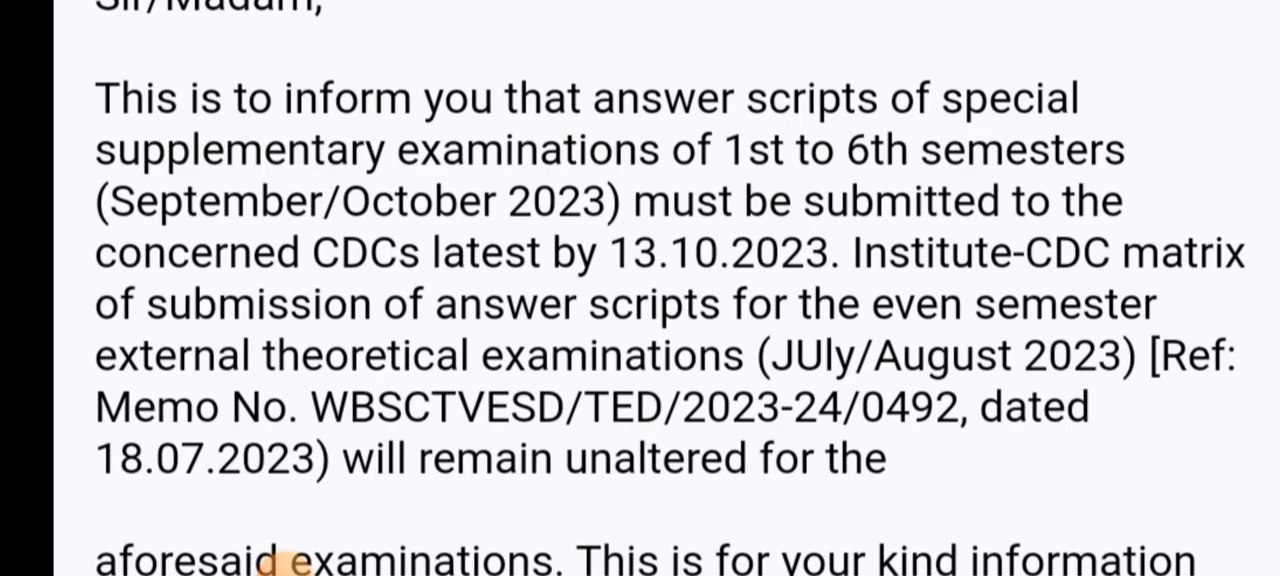 Sir/Madam,
This is to inform you that answer scripts of special
supplementary examinations of 1st to 6th semesters
(September/October 2023) must be submitted to the
concerned CDCs latest by 13.10.2023. Institute-CDC matrix
of submission of answer scripts for the even semester
external theoretical examinations (JUly/August 2023) [Ref:
Memo No. WBSCTVESD/TED/2023-24/0492, dated
18.07.2023) will remain unaltered for the
aforesaid examinations. This is for your kind information